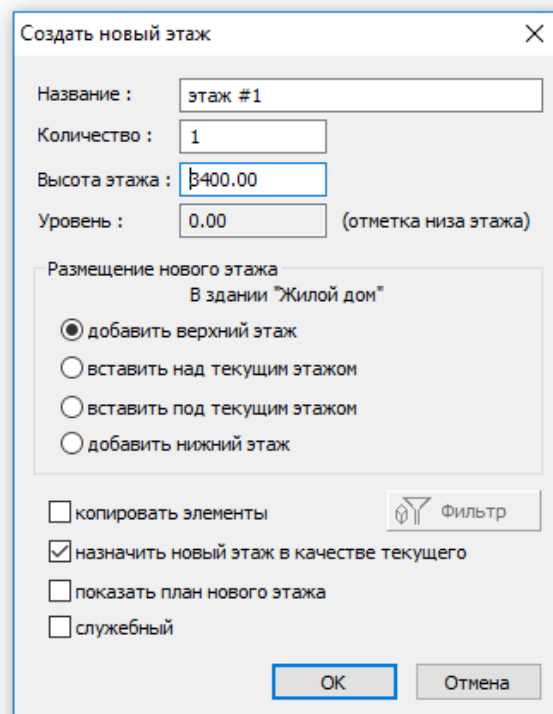 Создать новый этаж
Название : этаж #1
Количество : 1
Высота этажа : 3400.00
Уровень : 0.00 (отметка низа этажа)
Размещение нового этажа
В здании "Жилой дом"
добавить верхний этаж
вставить над текущим этажом
вставить под текущим этажом
добавить нижний этаж
копировать элементы Фильтр
назначить новый этаж в качестве текущего
показать план нового этажа
служебный
ОК Отмена